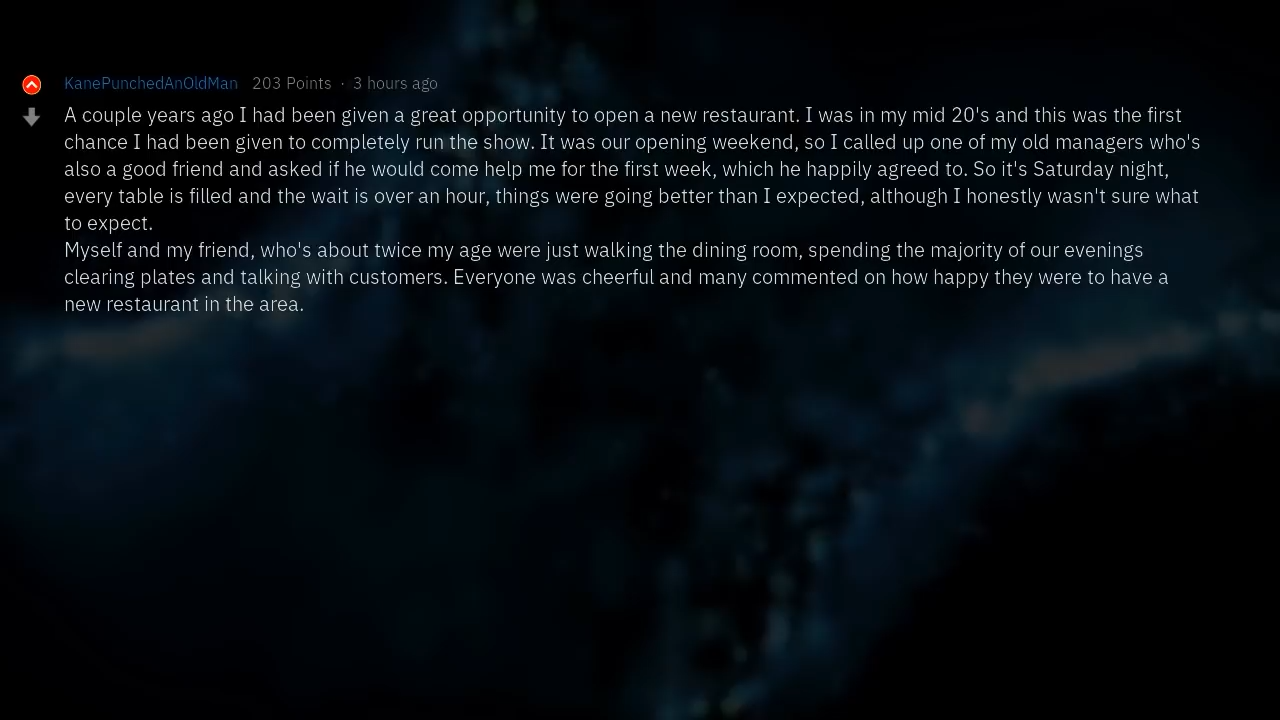 KanePunchedAnOldMan 203 Points · 3 hours ago
A couple years ago I had been given a great opportunity to open a new restaurant. I was in my mid 20's and this was the first
chance I had been given to completely run the show. It was our opening weekend, so I called up one of my old managers who's
also a good friend and asked if he would come help me for the first week, which he happily agreed to. So it's Saturday night,
every table is filled and the wait is over an hour, things were going better than I expected, although I honestly wasn't sure what
to expect.
Myself and my friend, who's about twice my age were just walking the dining room, spending the majority of our evenings
clearing plates and talking with customers. Everyone was cheerful and many commented on how happy they were to have a
new restaurant in the area.